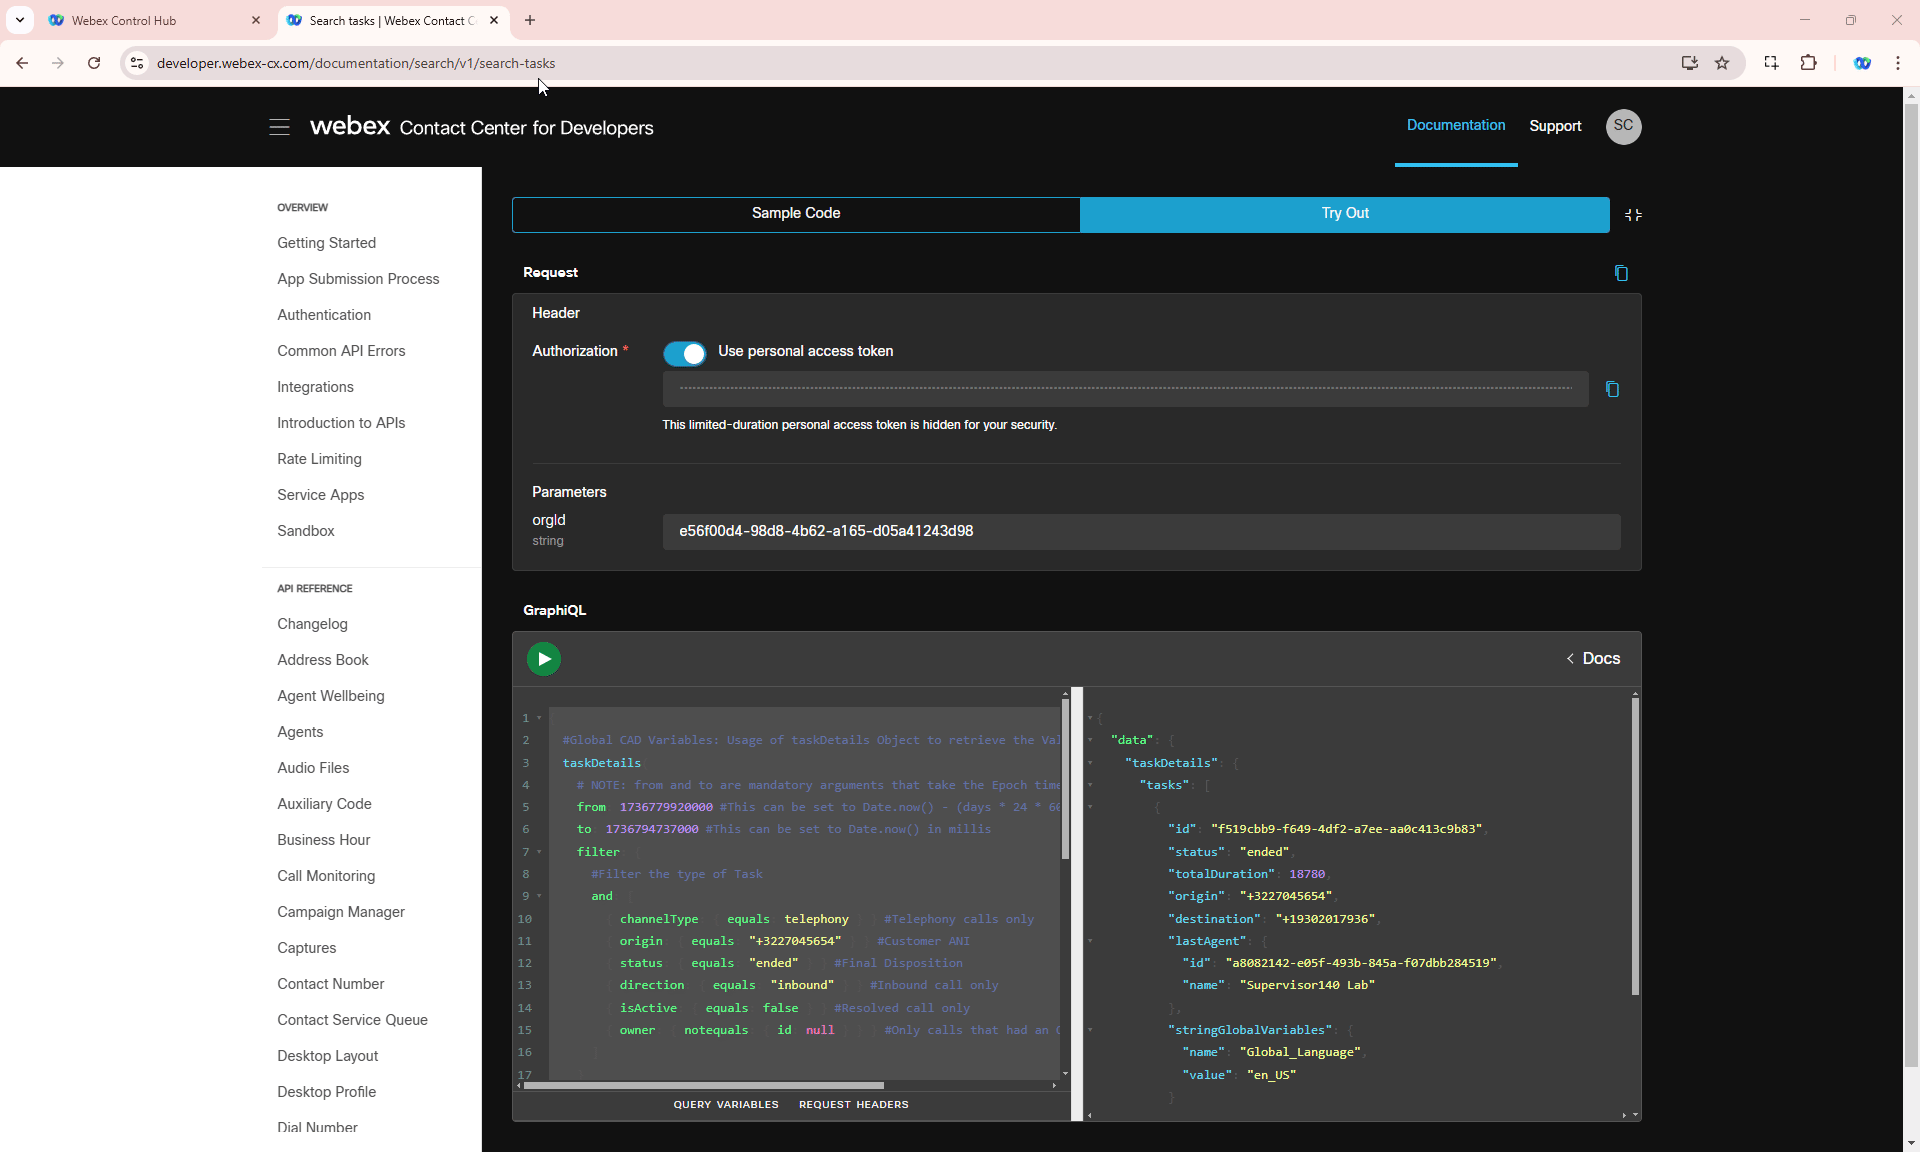 Webex Control Hub
Search tasks | Webex Contact C
developer.webex-cx.com/documentation/search/v1/search-tasks
webex Contact Center for Developers
Documentation
Support
SC
OVERVIEW
Getting Started
App Submission Process
Authentication
Common API Errors
Integrations
Introduction to APIs
Rate Limiting
Service Apps
Sandbox
API REFERENCE
Changelog
Address Book
Agent Wellbeing
Agents
Audio Files
Auxiliary Code
Business Hour
Call Monitoring
Campaign Manager
Captures
Contact Number
Contact Service Queue
Desktop Layout
Desktop Profile
Dial Number
Sample Code
Try Out
Request
Header
Authorization *
Use personal access token
This limited-duration personal access token is hidden for your security.
Parameters
orgId
string
e56f00d4-98d8-4b62-a165-d05a41243d98
GraphiQL
Docs
1
2 #Global CAD Variables: Usage of taskDetails Object to retrieve the Val
3 taskDetails
4 # NOTE: from and to are mandatory arguments that take the Epoch time
5 from 1736779920000 #This can be set to Date.now() - (days * 24 * 60
6 to 1736794737000 #This can be set to Date.now() in millis
7 filter
8 #Filter the type of Task
9 and
10 channelType equals telephony #Telephony calls only
11 origin equals "+3227045654" #Customer ANI
12 status equals "ended" #Final Disposition
13 direction equals "inbound" #Inbound call only
14 isActive equals false #Resolved call only
15 owner notequals id null #Only calls that had an
16
17
QUERY VARIABLES REQUEST HEADERS
{
"data": {
"taskDetails": {
"tasks": [
{
"id": "f519cbb9-f649-4df2-a7ee-aa0c413c9b83",
"status": "ended",
"totalDuration": 18780,
"origin": "+3227045654",
"destination": "+19302017936",
"lastAgent": {
"id": "a8082142-e05f-493b-845a-f07dbb284519",
"name": "Supervisor140 Lab"
},
"stringGlobalVariables": {
"name": "Global_Language",
"value": "en_US"
}